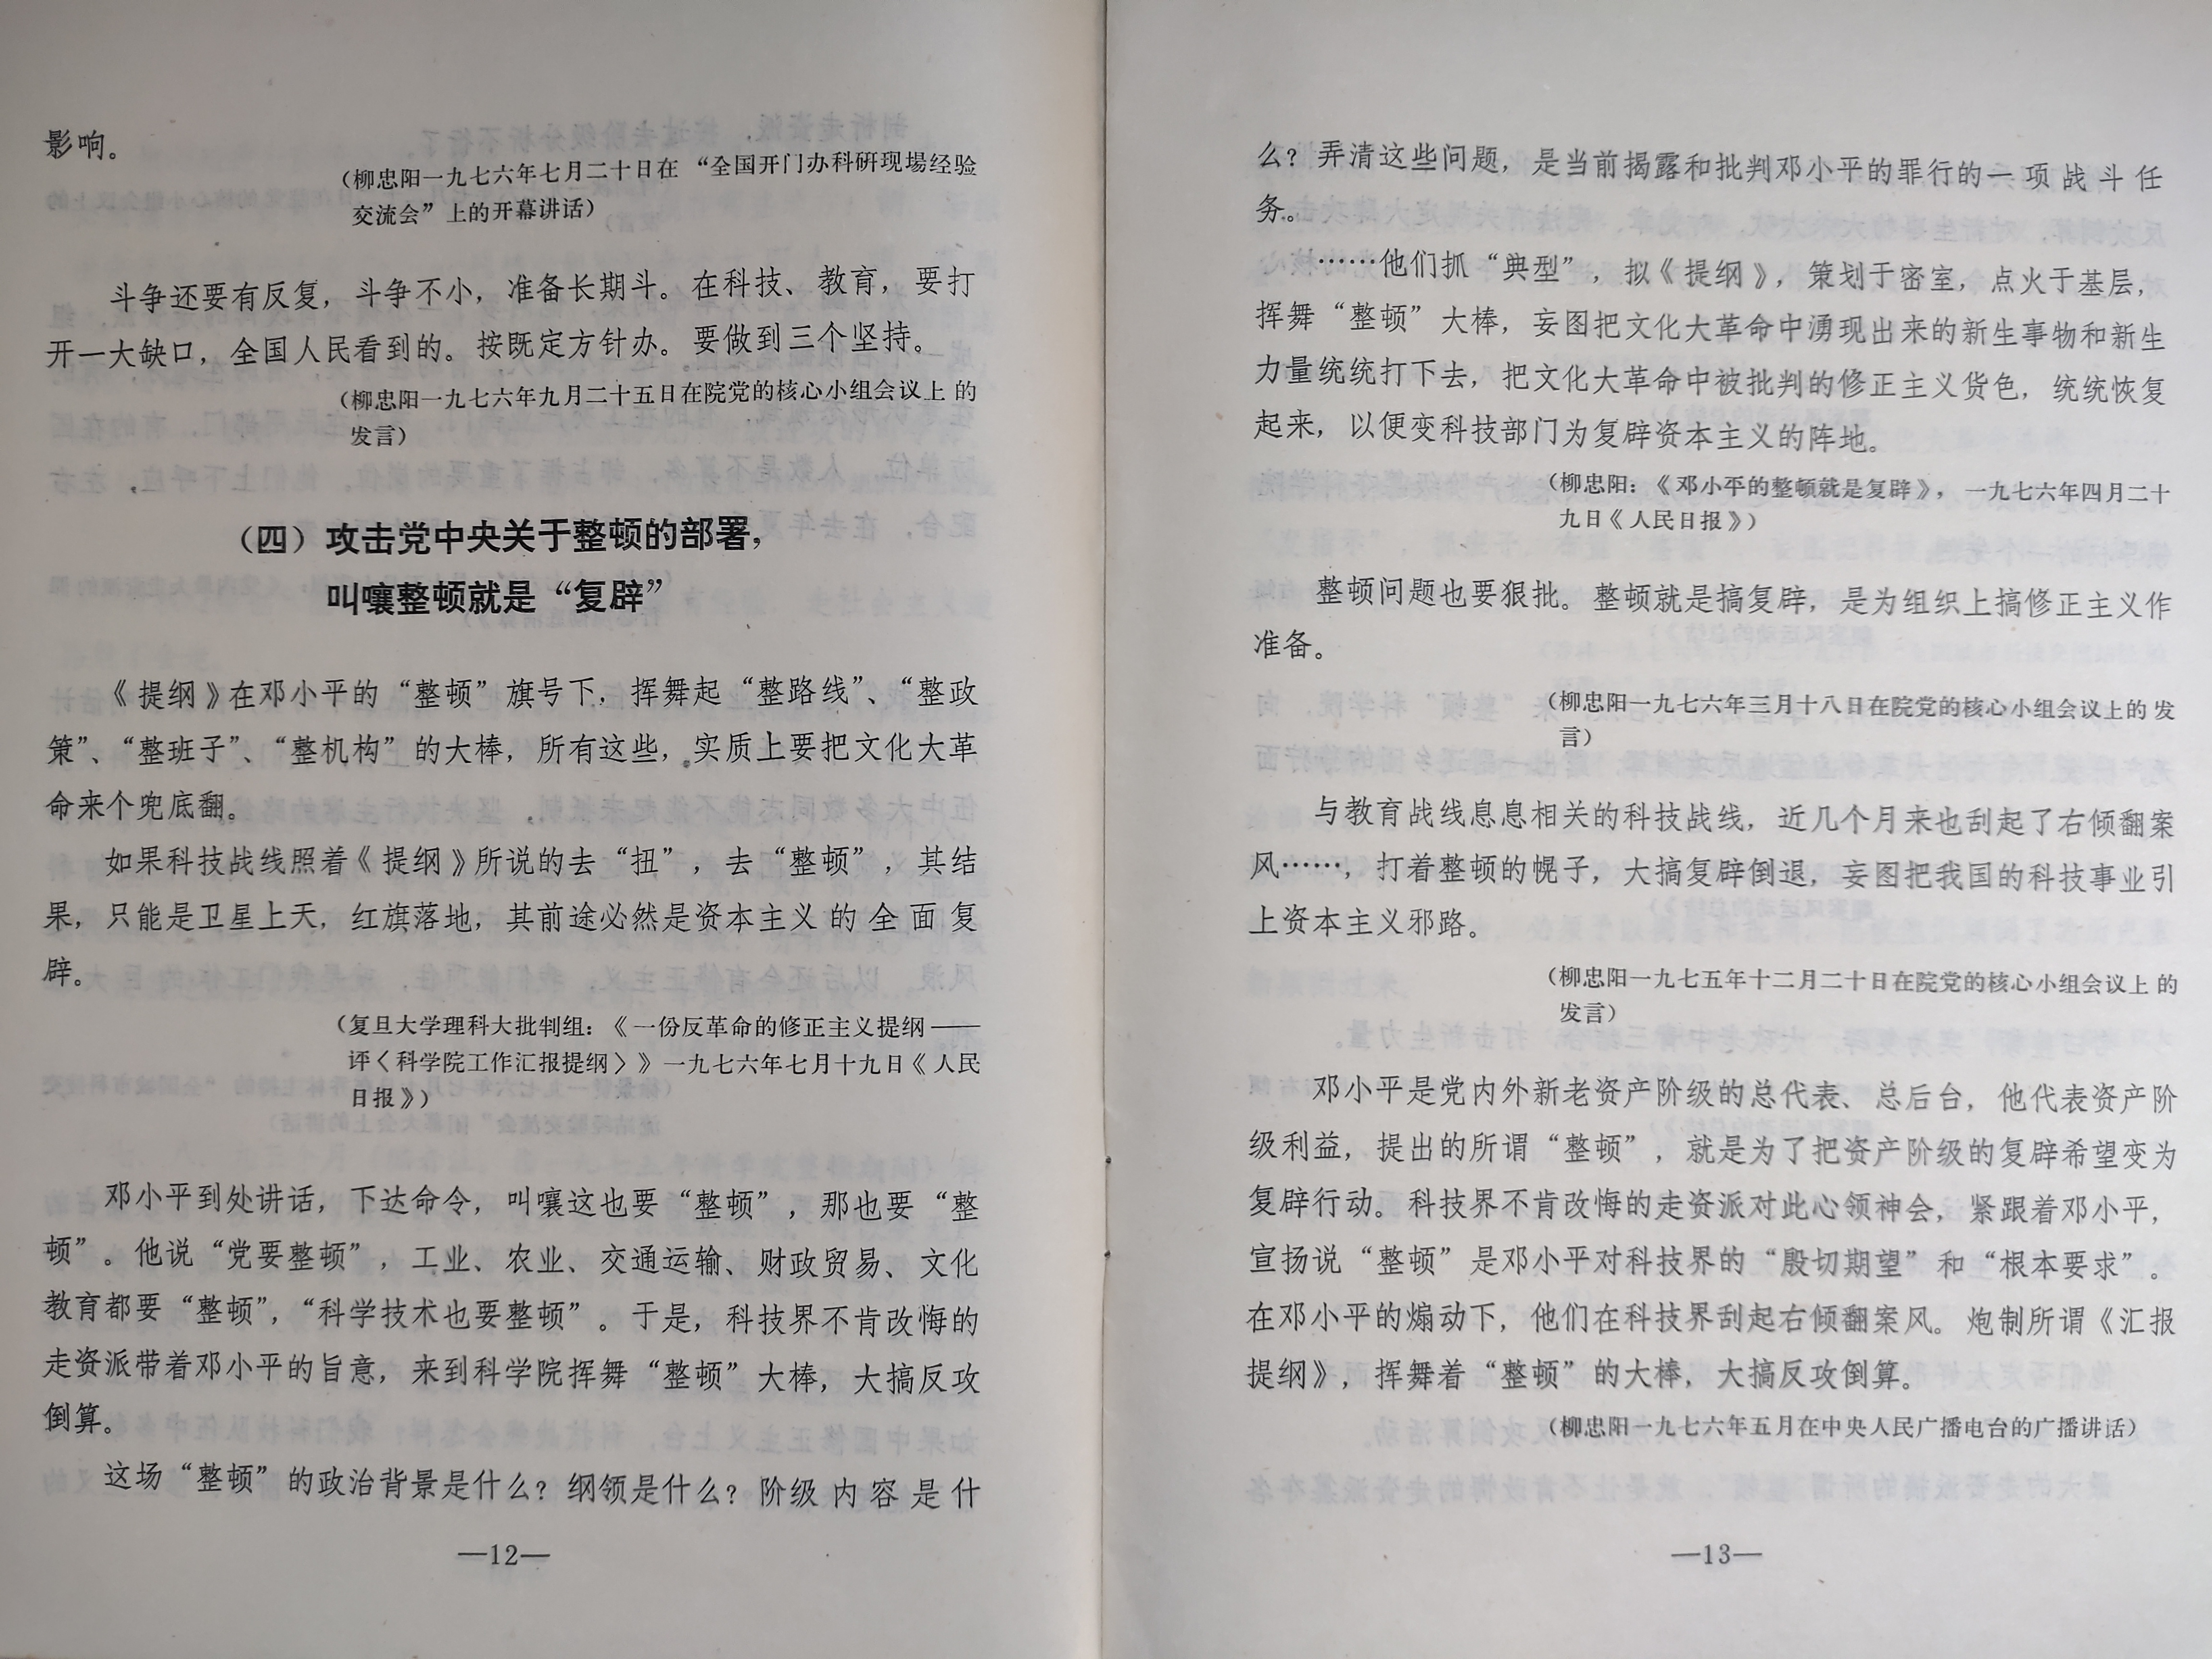 影响。
（柳忠阳一九七六年七月二十日在“全国开门办科研现場经验
交流会”上的开幕讲话）
斗争还要有反复，斗争不小，准备长期斗。在科技、教育，要打
开一大缺口，全国人民看到的。按既定方针办。要做到三个坚持。
（柳忠阳一九七六年九月二十五日在院党的核心小组会议上的
发言）
（四）攻击党中央关于整顿的部署，
叫嚷整顿就是“复辟”
《提纲》在邓小平的“整顿”旗号下，挥舞起“整路线”、“整政
策”、“整班子”、“整机构”的大棒，所有这些，实质上要把文化大革
命来个兜底翻。
如果科技战线照着《提纲》所说的去“扭”，去“整顿”，其结
果，只能是卫星上天，红旗落地，其前途必然是资本主义的全面复
辟。
（复旦大学理科大批判组：《一份反革命的修正主义提纲——
评〈科学院工作汇报提纲〉》一九七六年七月十九日《人民
日报》）
邓小平到处讲话，下达命令，叫嚷这也要“整顿”，那也要“整
顿”。他说“党要整顿”，工业、农业、交通运输、财政贸易、文化
教育都要“整顿”，“科学技术也要整顿”。于是，科技界不肯改悔的
走资派带着邓小平的旨意，来到科学院挥舞“整顿”大棒，大搞反攻
倒算。
这场“整顿”的政治背景是什么？纲领是什么？阶级内容是什
—12—
么？弄清这些问题，是当前揭露和批判邓小平的罪行的一项战斗任
务。
……他们抓“典型”，拟《提纲》，策划于密室，点火于基层，
挥舞“整顿”大棒，妄图把文化大革命中湧现出来的新生事物和新生
力量统统打下去，把文化大革命中被批判的修正主义货色，统统恢复
起来，以便变科技部门为复辟资本主义的阵地。
（柳忠阳：《邓小平的整顿就是复辟》，一九七六年四月二十
九日《人民日报》）
整顿问题也要狠批。整顿就是搞复辟，是为组织上搞修正主义作
准备。
（柳忠阳一九七六年三月十八日在院党的核心小组会议上的发
言）
与教育战线息息相关的科技战线，近几个月来也刮起了右倾翻案
风……，打着整顿的幌子，大搞复辟倒退，妄图把我国的科技事业引
上资本主义邪路。
（柳忠阳一九七五年十二月二十日在院党的核心小组会议上的
发言）
邓小平是党内外新老资产阶级的总代表、总后台，他代表资产阶
级利益，提出的所谓“整顿”，就是为了把资产阶级的复辟希望变为
复辟行动。科技界不肯改悔的走资派对此心领神会，紧跟着邓小平，
宣扬说“整顿”是邓小平对科技界的“殷切期望”和“根本要求”。
在邓小平的煽动下，他们在科技界刮起右倾翻案风。炮制所谓《汇报
提纲》，挥舞着“整顿”的大棒，大搞反攻倒算。
（柳忠阳一九七六年五月在中央人民广播电台的广播讲话）
—13—